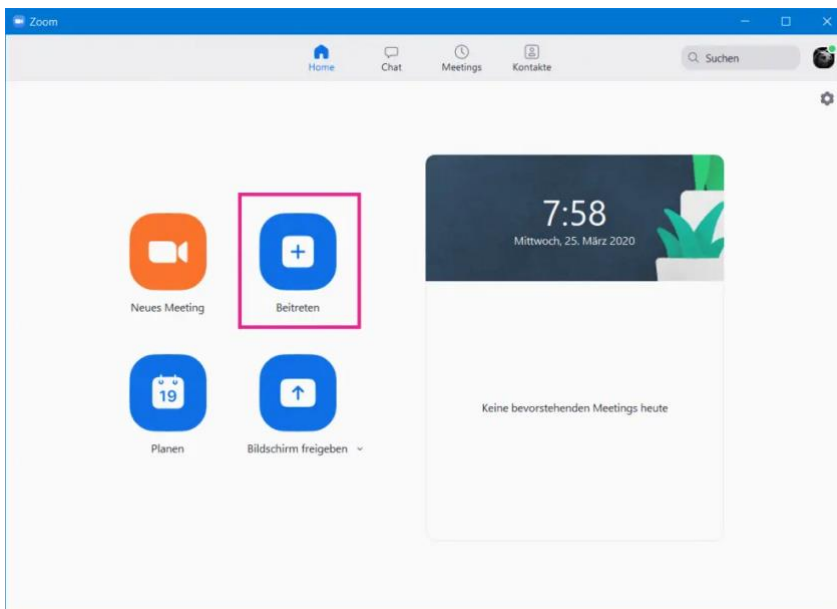 Zoom
Home
Chat
Meetings
Kontakte
Suchen
7:58
Mittwoch, 25. März 2020
Neues Meeting
Beitreten
19
Planen
Bildschirm freigeben
Keine bevorstehenden Meetings heute